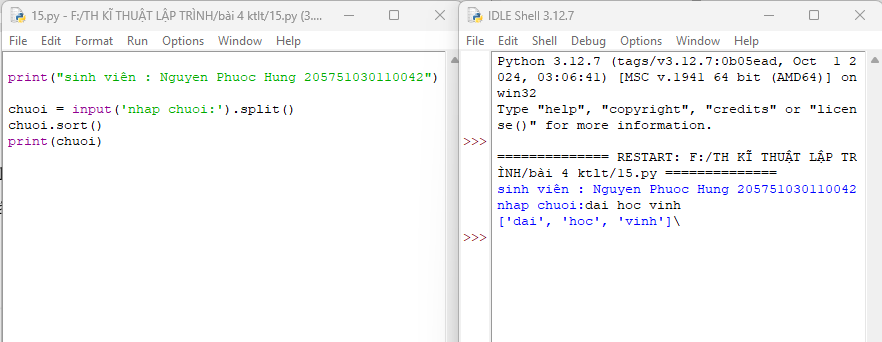 15.py - F:/TH KĨ THUẬT LẬP TRÌNH/bài 4 ktlt/15.py (3....
File Edit Format Run Options Window Help
print("sinh viên : Nguyen Phuoc Hung 205751030110042")
chuoi = input('nhap chuoi:').split()
chuoi.sort()
print(chuoi)
IDLE Shell 3.12.7
File Edit Shell Debug Options Window Help
Python 3.12.7 (tags/v3.12.7:0b05ead, Oct  1 2
024, 03:06:41) [MSC v.1941 64 bit (AMD64)] on
win32
Type "help", "copyright", "credits" or "licen
se()" for more information.
>>>
============== RESTART: F:/TH KĨ THUẬT LẬP TR
ÌNH/bài 4 ktlt/15.py ==============
sinh viên : Nguyen Phuoc Hung 205751030110042
nhap chuoi:dai hoc vinh
['dai', 'hoc', 'vinh']\
>>>